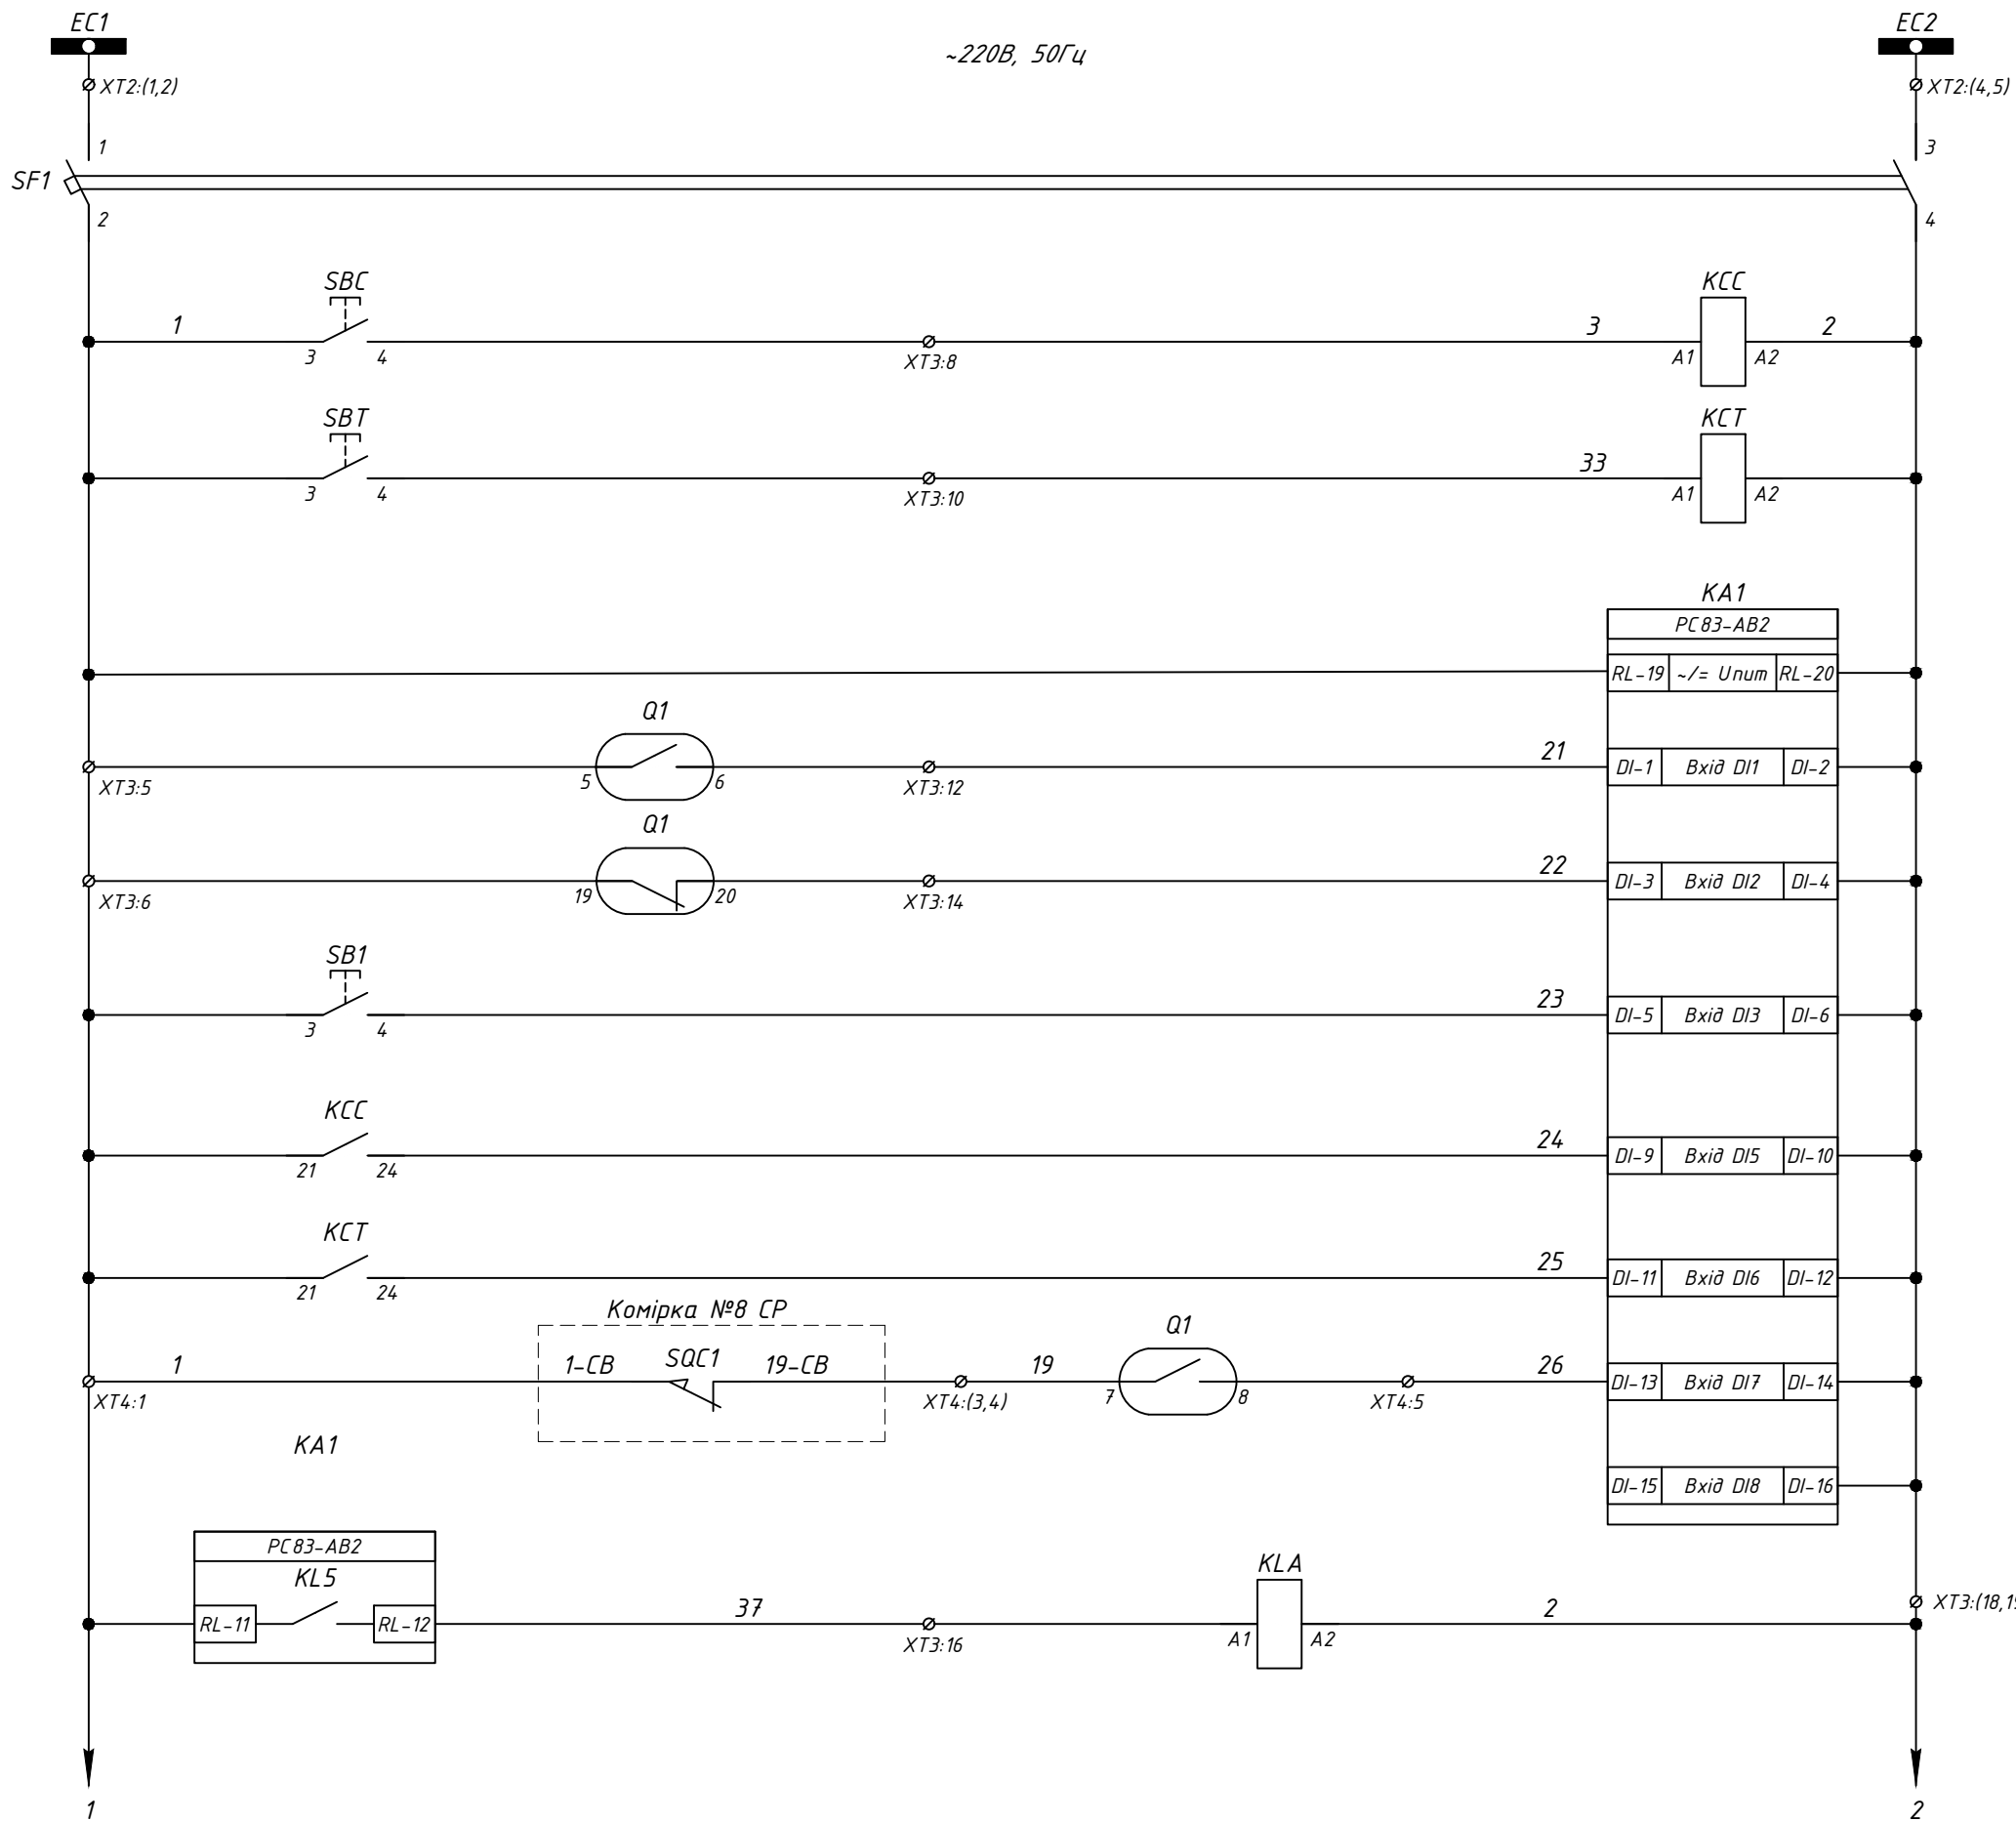 EC1
EC2
~220В, 50Гц
XT2:(1,2)
XT2:(4,5)
1
3
SF1
2
4
SBC
KCC
1
3
2
3
4
XT3:8
A1
A2
SBT
KCT
33
3
4
XT3:10
A1
A2
KA1
PC83-AB2
RL-19
~/= Uпит
RL-20
Q1
21
DI-1
Вхід DI1
DI-2
XT3:5
5
6
XT3:12
Q1
22
DI-3
Вхід DI2
DI-4
XT3:6
19
20
XT3:14
SB1
23
DI-5
Вхід DI3
DI-6
3
4
KCC
24
DI-9
Вхід DI5
DI-10
21
24
KCT
25
DI-11
Вхід DI6
DI-12
21
24
Комірка №8 СР
Q1
1
1-СВ
SQC1
19-СВ
19
26
DI-13
Вхід DI7
DI-14
XT4:1
XT4:(3,4)
7
8
XT4:5
KA1
DI-15
Вхід DI8
DI-16
PC83-AB2
KL5
KLA
RL-11
RL-12
37
2
XT3:16
A1
A2
1
2